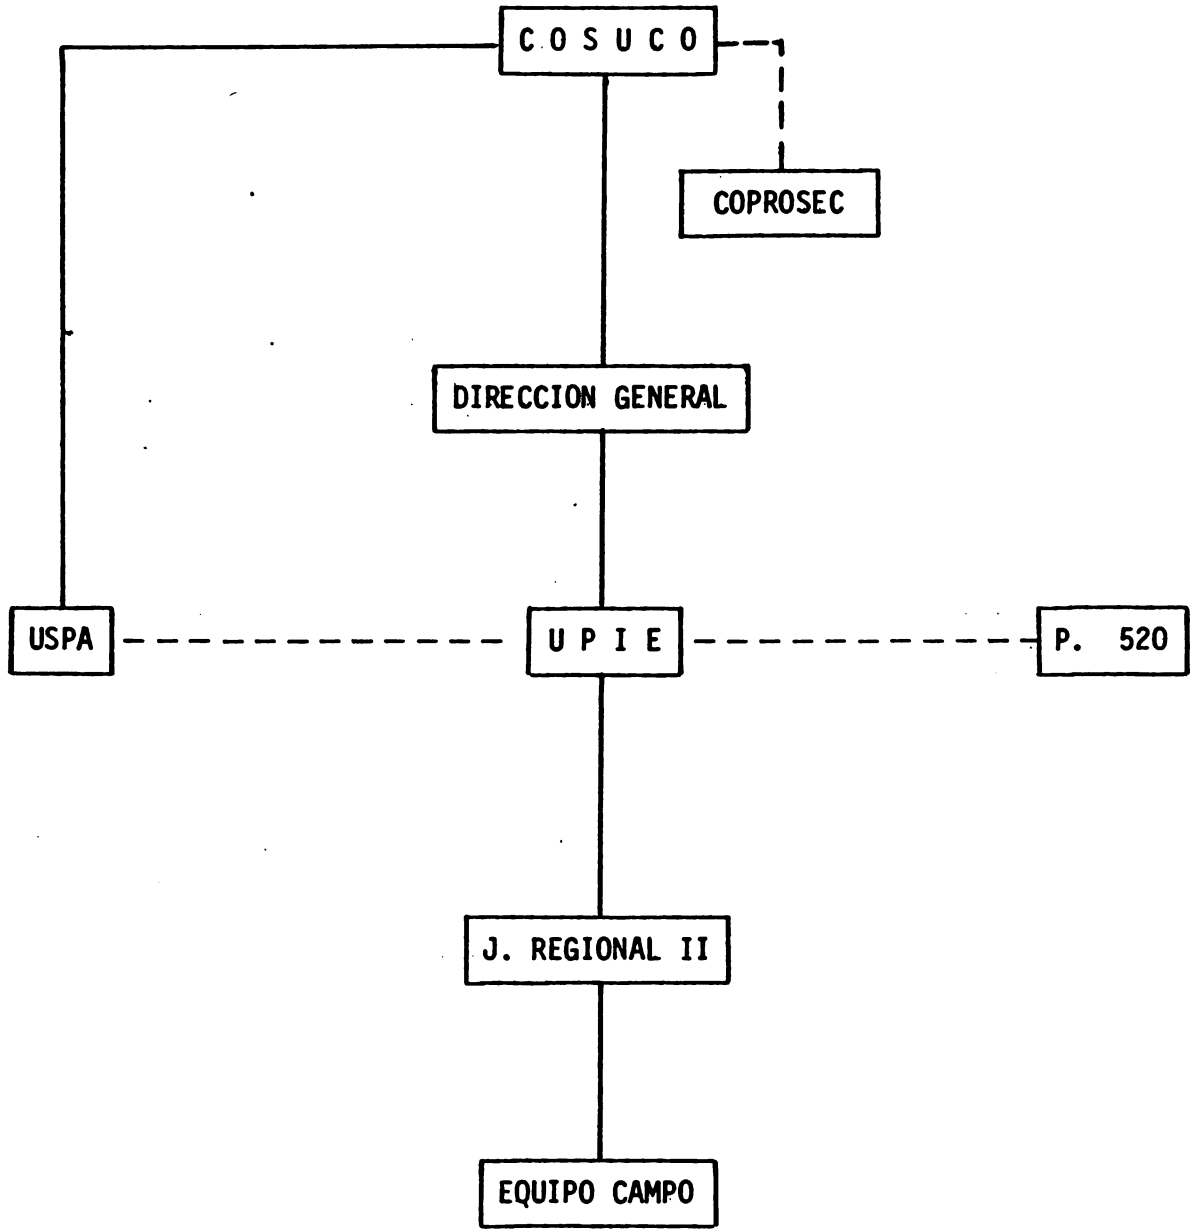 C O S U C O
COPROSEC
DIRECCION GENERAL
USPA
U P I E
P. 520
J. REGIONAL II
EQUIPO CAMPO